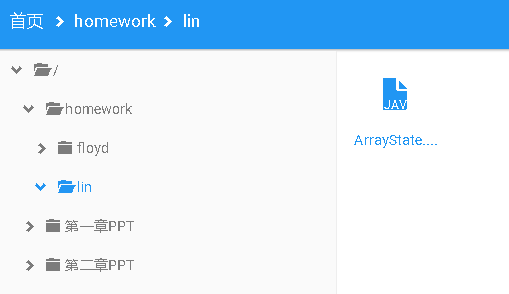 首页 homework lin
/
homework
floyd
lin
第一章PPT
第二章PPT
JAV
ArrayState....